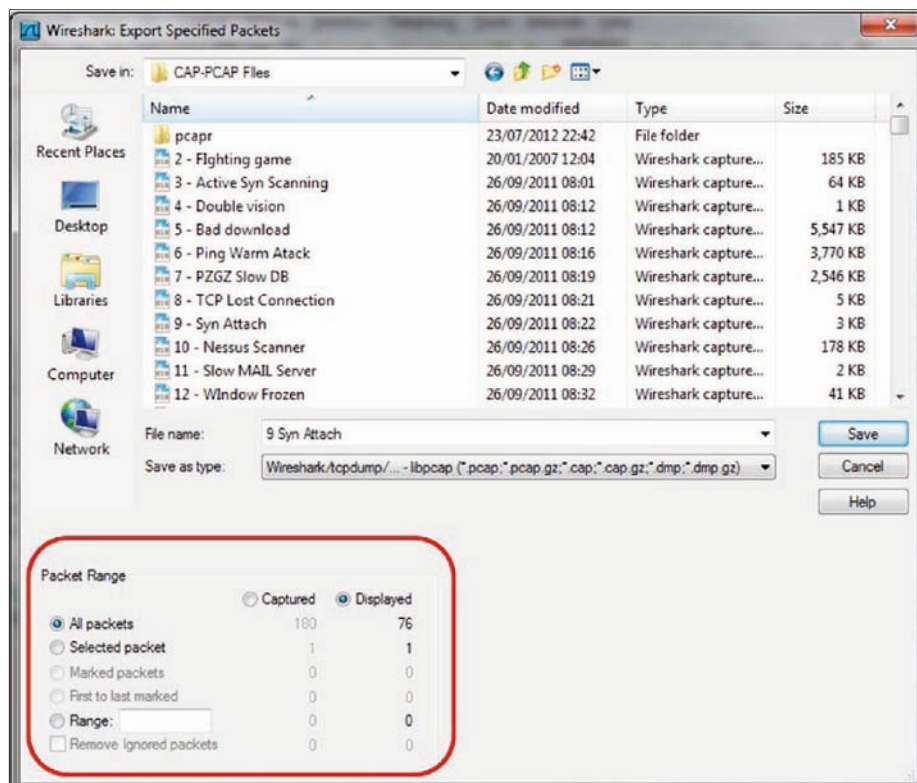 Wireshark: Export Specified Packets
Save in: CAP-PCAP FIles
Name Date modified Type Size
pcapr 23/07/2012 22:42 File folder
2 - FIghting game 20/01/2007 12:04 Wireshark capture... 185 KB
3 - Active Syn Scanning 26/09/2011 08:01 Wireshark capture... 64 KB
4 - Double vision 26/09/2011 08:12 Wireshark capture... 1 KB
5 - Bad download 26/09/2011 08:12 Wireshark capture... 5,547 KB
6 - Ping Warm Atack 26/09/2011 08:16 Wireshark capture... 3,770 KB
7 - PZGZ Slow DB 26/09/2011 08:19 Wireshark capture... 2,546 KB
8 - TCP Lost Connection 26/09/2011 08:21 Wireshark capture... 5 KB
9 - Syn Attach 26/09/2011 08:22 Wireshark capture... 3 KB
10 - Nessus Scanner 26/09/2011 08:26 Wireshark capture... 178 KB
11 - Slow MAIL Server 26/09/2011 08:29 Wireshark capture... 2 KB
12 - WIndow Frozen 26/09/2011 08:32 Wireshark capture... 41 KB
Recent Places
Desktop
Libraries
Computer
Network
File name: 9 Syn Attach Save
Save as type: Wireshark/tcpdump/... - libpcap (*.pcap;*.pcap.gz;*.cap;*.cap.gz;*.dmp;*.dmp.gz) Cancel
Help
Packet Range
Captured Displayed
All packets 180 76
Selected packet 1 1
Marked packets 0 0
First to last marked 0 0
Range: 0 0
Remove Ignored packets 0 0